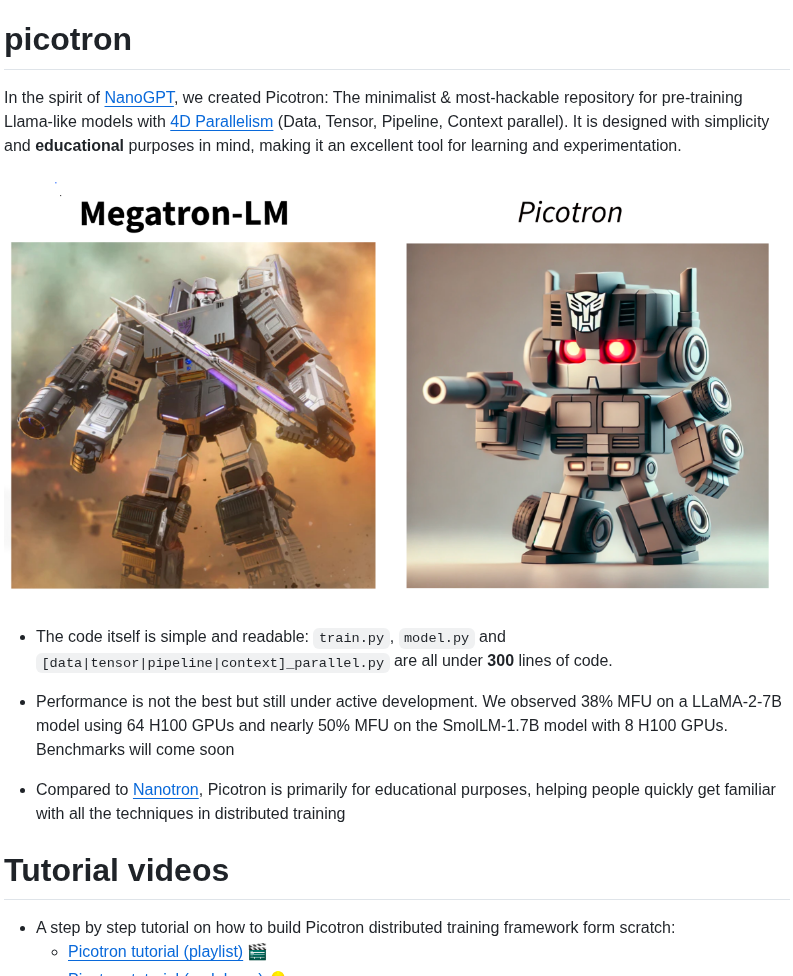 picotron
In the spirit of NanoGPT, we created Picotron: The minimalist & most-hackable repository for pre-training
Llama-like models with 4D Parallelism (Data, Tensor, Pipeline, Context parallel). It is designed with simplicity
and educational purposes in mind, making it an excellent tool for learning and experimentation.
Megatron-LM
Picotron
The code itself is simple and readable: train.py, model.py and
[data|tensor|pipeline|context]_parallel.py are all under 300 lines of code.
Performance is not the best but still under active development. We observed 38% MFU on a LLaMA-2-7B
model using 64 H100 GPUs and nearly 50% MFU on the SmolLM-1.7B model with 8 H100 GPUs.
Benchmarks will come soon
Compared to Nanotron, Picotron is primarily for educational purposes, helping people quickly get familiar
with all the techniques in distributed training
Tutorial videos
A step by step tutorial on how to build Picotron distributed training framework form scratch:
Picotron tutorial (playlist) 🎬